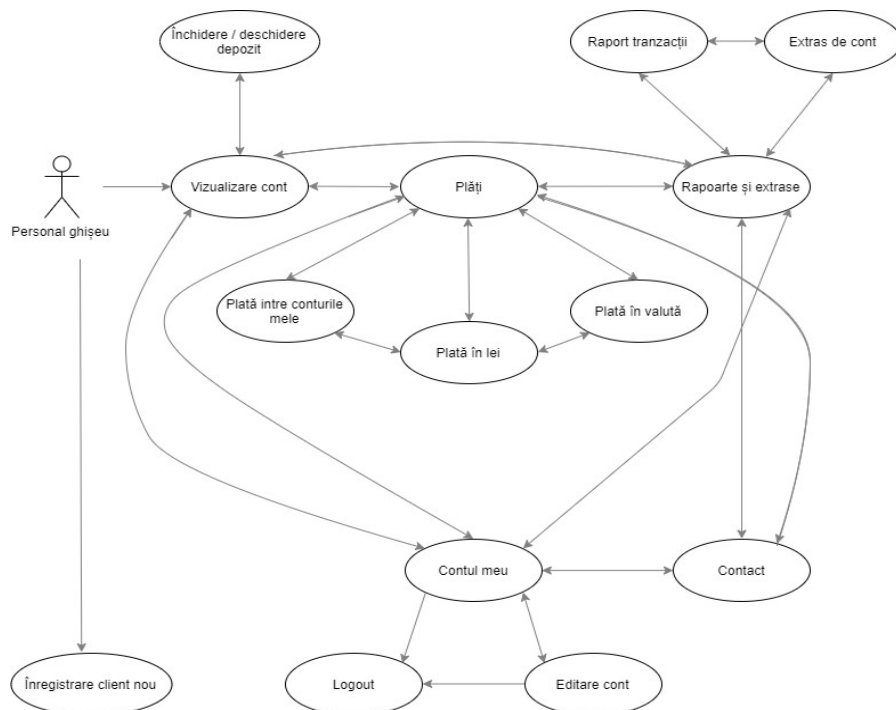 Închidere / deschidere
depozit
Raport tranzacții
Extras de cont
Vizualizare cont
Plăți
Rapoarte și extrase
Personal ghișeu
Plată intre conturile
mele
Plată în valută
Plată în lei
Contul meu
Contact
Înregistrare client nou
Logout
Editare cont